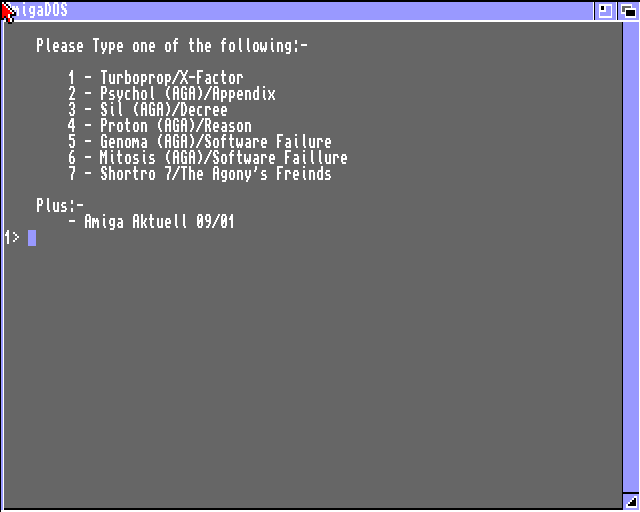 AmigaDOS
Please Type one of the following:-
1 - Turboprop/X-Factor
2 - Psychol (AGA)/Appendix
3 - Sil (AGA)/Decree
4 - Proton (AGA)/Reason
5 - Genoma (AGA)/Software Failure
6 - Mitosis (AGA)/Software Faillure
7 - Shortro 7/The Agony's Freinds
Plus:-
- Amiga Aktuell 09/01
1>